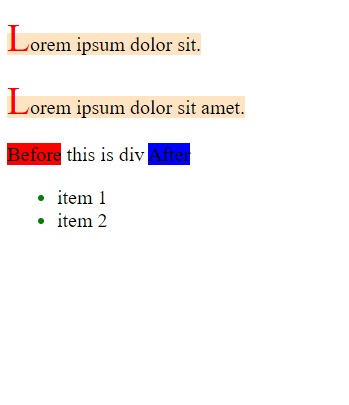 Lorem ipsum dolor sit.
Lorem ipsum dolor sit amet.
Before this is div After
item 1
item 2